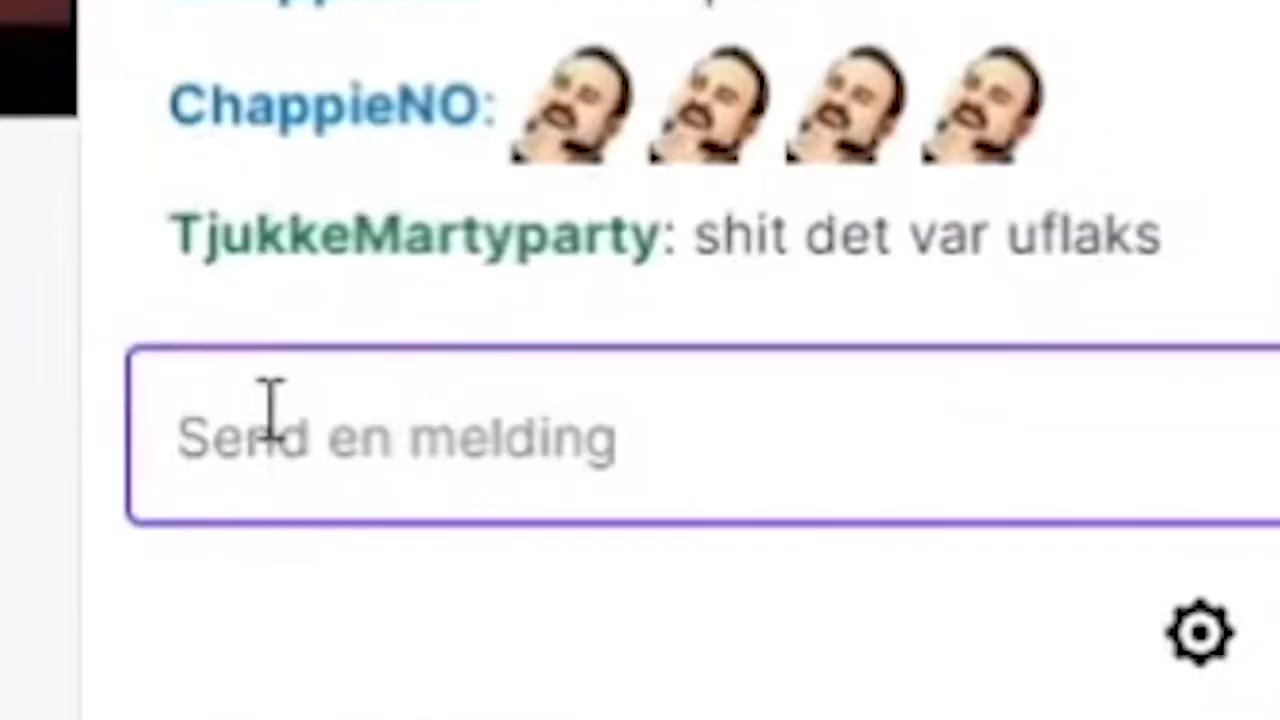 ChappieNO:
TjukkeMartyparty: shit det var uflaks
Send en melding